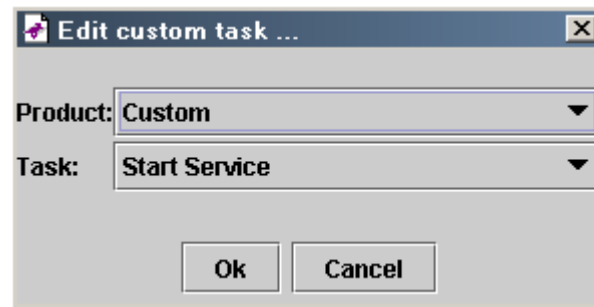 Edit custom task ...
Product: Custom
Task: Start Service
Ok Cancel